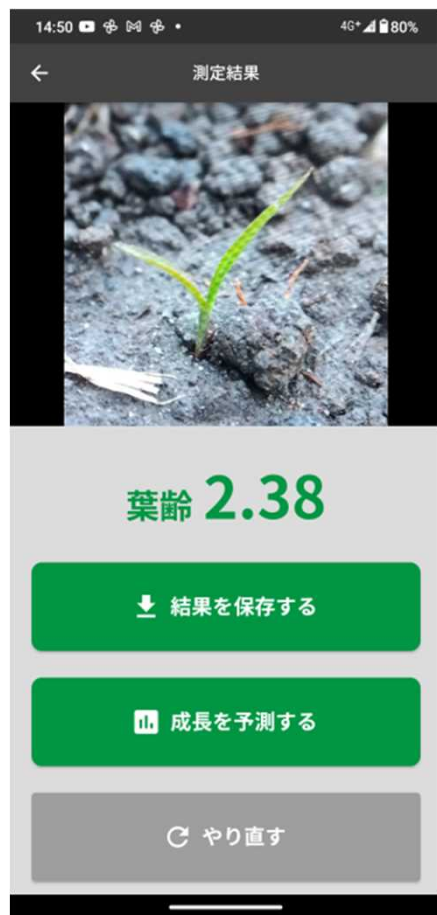 14:50 4G+ 80%
測定結果
葉齢 2.38
結果を保存する
成長を予測する
やり直す